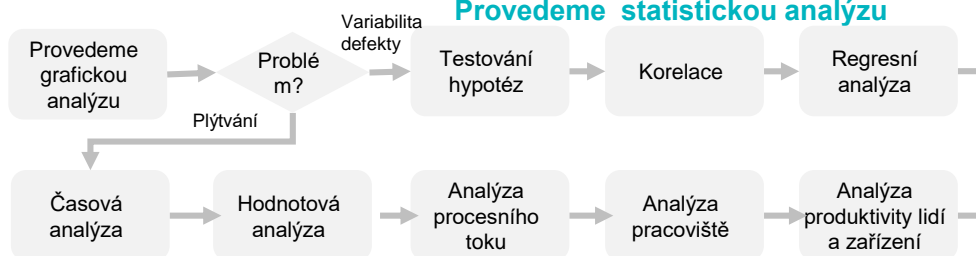 Provedeme statistickou analýzu
Variabilita
defekty
Provedeme
grafickou
analýzu
Problé
m?
Testování
hypotéz
Korelace
Regresní
analýza
Plýtvání
Časová
analýza
Hodnotová
analýza
Analýza
procesního
toku
Analýza
pracoviště
Analýza
produktivity lidí
a zařízení